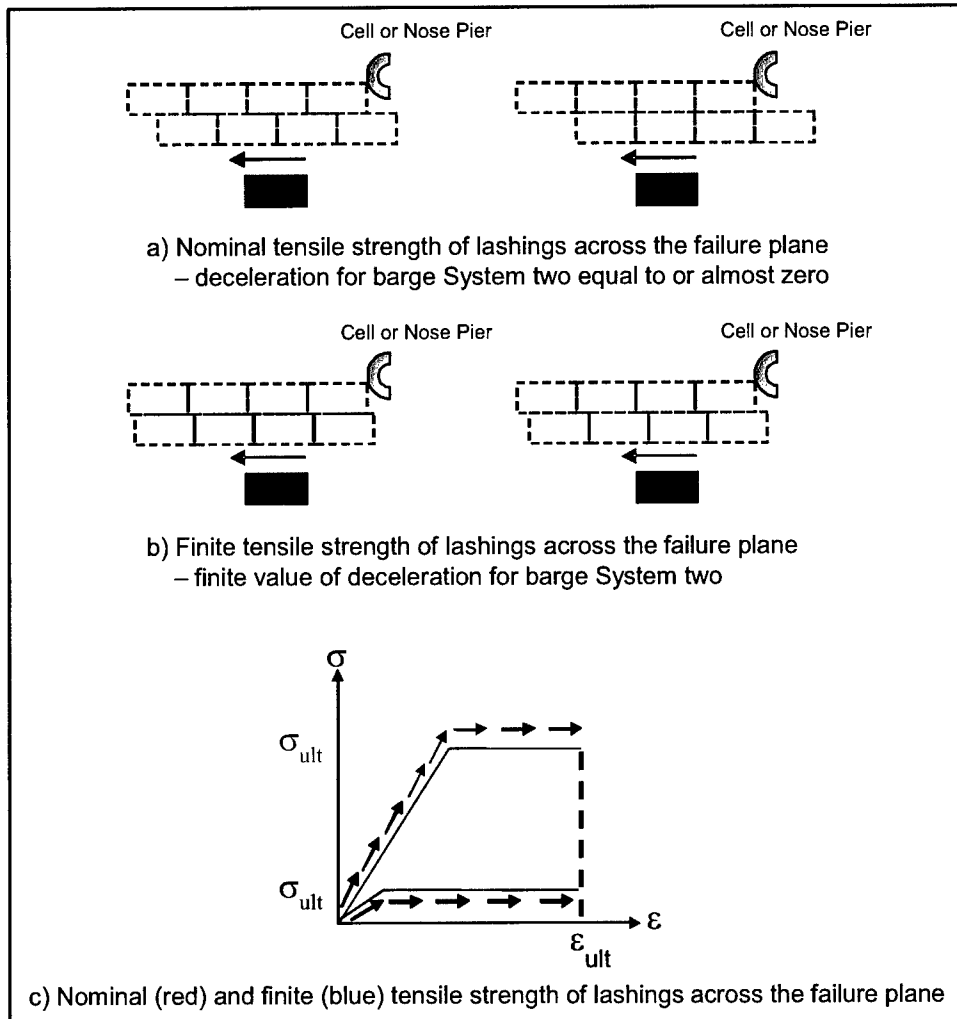 Cell or Nose Pier
Cell or Nose Pier
a) Nominal tensile strength of lashings across the failure plane
– deceleration for barge System two equal to or almost zero
Cell or Nose Pier
Cell or Nose Pier
b) Finite tensile strength of lashings across the failure plane
– finite value of deceleration for barge System two
σ
σult
σult
ε
εult
c) Nominal (red) and finite (blue) tensile strength of lashings across the failure plane